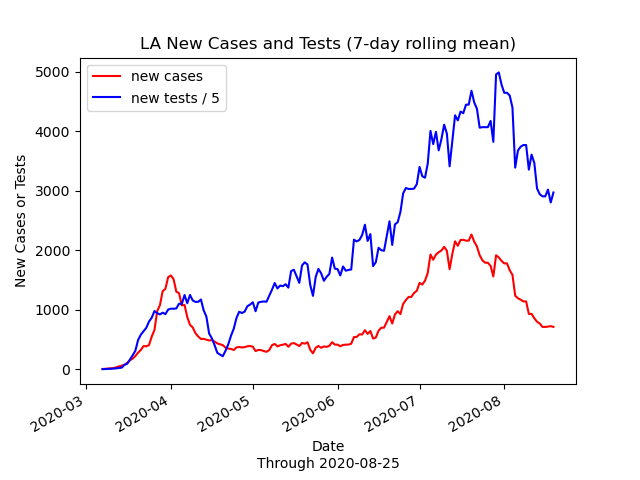 LA New Cases and Tests (7-day rolling mean)
new cases
new tests / 5
New Cases or Tests
5000
4000
3000
2000
1000
0
2020-03
2020-04
2020-05
2020-06
2020-07
2020-08
Date
Through 2020-08-25